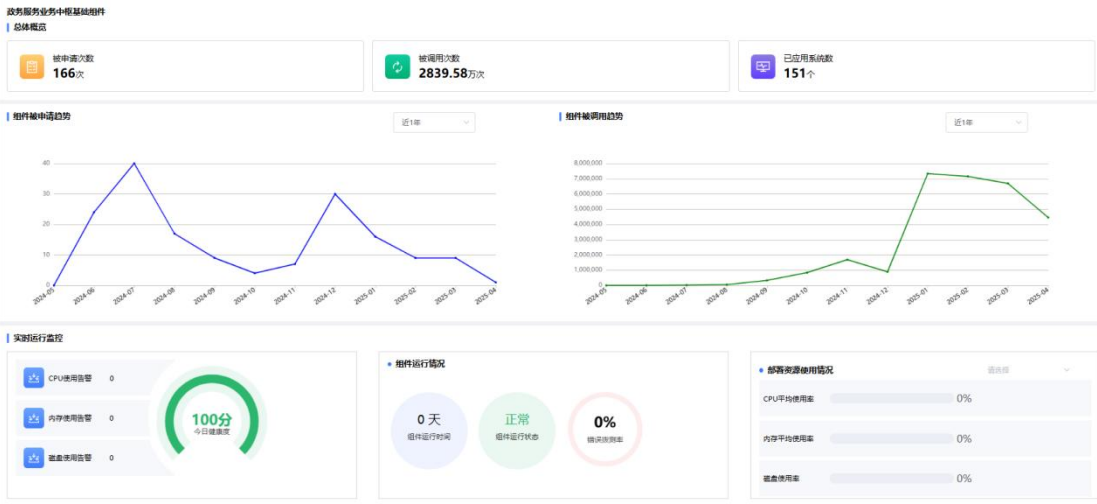 政务服务业务中枢基础组件
总体概览
被申请次数
166次
被调用次数
2839.58万次
已应用系统数
151个
组件被申请趋势
近1年
40
30
20
10
0
2024-05 2024-06 2024-07 2024-08 2024-09 2024-10 2024-11 2024-12 2025-01 2025-02 2025-03 2025-04
组件被调用趋势
近1年
8,000,000
7,000,000
6,000,000
5,000,000
4,000,000
3,000,000
2,000,000
1,000,000
0
2024-05 2024-06 2024-07 2024-08 2024-09 2024-10 2024-11 2024-12 2025-01 2025-02 2025-03 2025-04
实时运行监控
CPU使用告警 0
内存使用告警 0
磁盘使用告警 0
100分
今日健康度
组件运行情况
0 天
组件运行时间
正常
组件运行状态
0%
错误族测率
部署资源使用情况
请选择
CPU平均使用率 0%
内存平均使用率 0%
磁盘使用率 0%